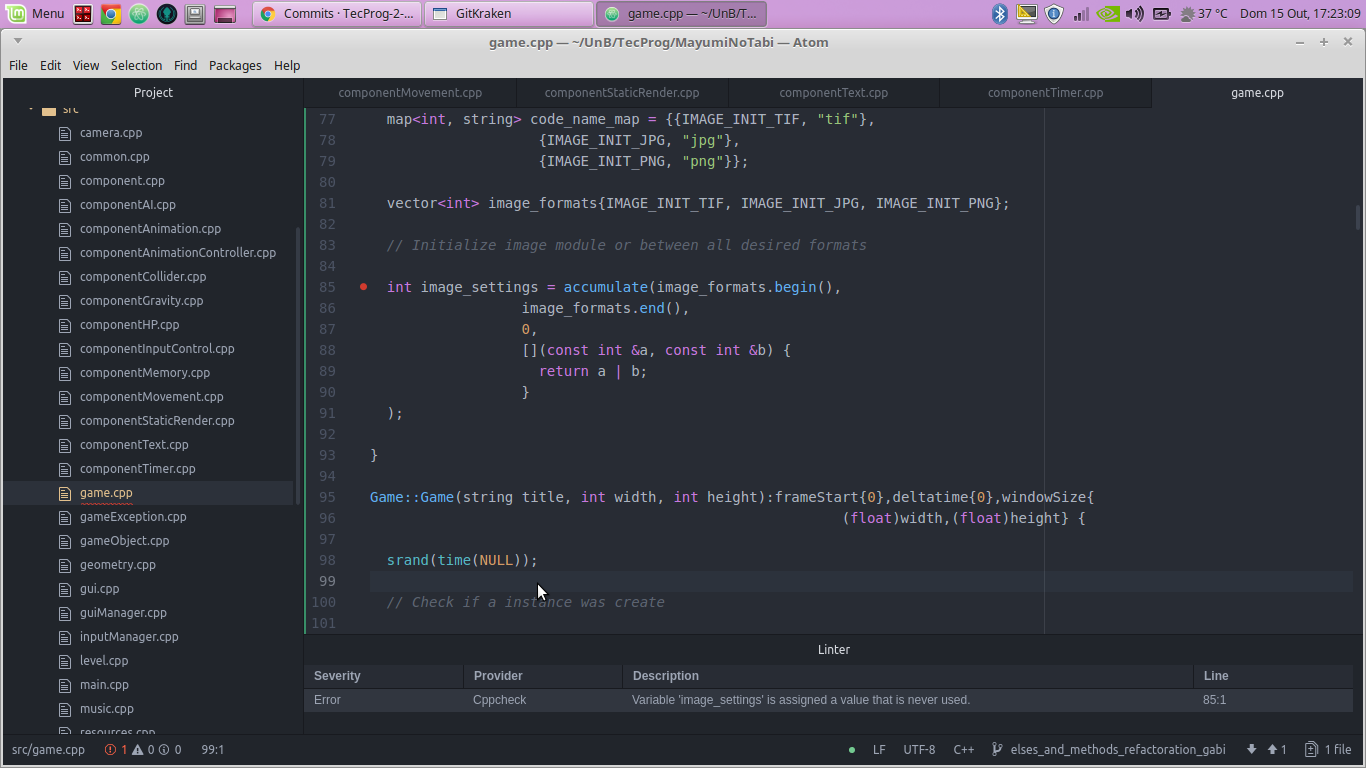 Menu
Commits · TecProg-2-...
GitKraken
game.cpp — ~/UnB/T...
37 °C
Dom 15 Out, 17:23:09
game.cpp — ~/UnB/TecProg/MayumiNoTabi — Atom
File Edit View Selection Find Packages Help
Project
src
camera.cpp
common.cpp
component.cpp
componentAI.cpp
componentAnimation.cpp
componentAnimationController.cpp
componentCollider.cpp
componentGravity.cpp
componentHP.cpp
componentInputControl.cpp
componentMemory.cpp
componentMovement.cpp
componentStaticRender.cpp
componentText.cpp
componentTimer.cpp
game.cpp
gameException.cpp
gameObject.cpp
geometry.cpp
gui.cpp
guiManager.cpp
inputManager.cpp
level.cpp
main.cpp
music.cpp
resources.cpp
componentMovement.cpp componentStaticRender.cpp componentText.cpp componentTimer.cpp game.cpp
77 map<int, string> code_name_map = {{IMAGE_INIT_TIF, "tif"},
78 {IMAGE_INIT_JPG, "jpg"},
79 {IMAGE_INIT_PNG, "png"}};
80
81 vector<int> image_formats{IMAGE_INIT_TIF, IMAGE_INIT_JPG, IMAGE_INIT_PNG};
82
83 // Initialize image module or between all desired formats
84
85 int image_settings = accumulate(image_formats.begin(),
86 image_formats.end(),
87 0,
88 [](const int &a, const int &b) {
89 return a | b;
90 }
91 );
92
93 }
94
95 Game::Game(string title, int width, int height):frameStart{0},deltatime{0},windowSize{
96 (float)width,(float)height} {
97
98 srand(time(NULL));
99
100 // Check if a instance was create
101
Linter
Severity Provider Description Line
Error Cppcheck Variable 'image_settings' is assigned a value that is never used. 85:1
src/game.cpp 1 0 0 99:1 LF UTF-8 C++ elses_and_methods_refactoration_gabi 1 1 file